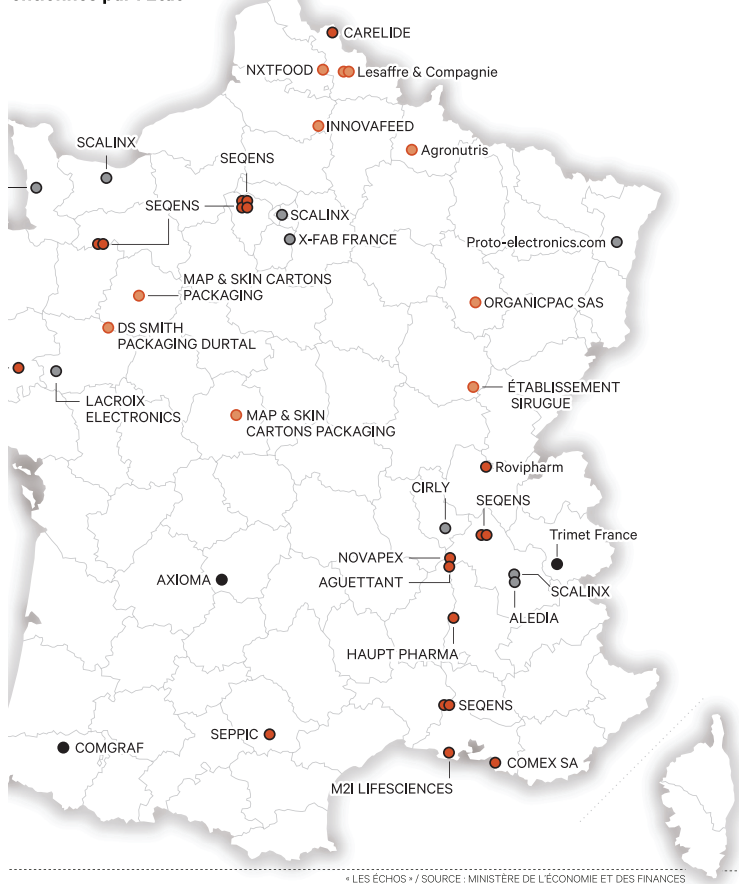 CARELIDE
NXTFOOD
Lesaffre & Compagnie
INNOVAFEED
SCALINX
Agronutris
SEQENS
SEQENS
SCALINX
X-FAB FRANCE
Proto-electronics.com
MAP & SKIN CARTONS
PACKAGING
ORGANICPAC SAS
DS SMITH
PACKAGING DURTAL
ÉTABLISSEMENT
SIRUGUE
LACROIX
ELECTRONICS
MAP & SKIN
CARTONS PACKAGING
Rovipharm
CIRLY
SEQENS
Trimet France
NOVAPEX
AXIOMA
AGUETTANT
SCALINX
ALEDIA
HAUPT PHARMA
SEQENS
SEPPIC
COMGRAF
COMEX SA
M2I LIFESCIENCES
« LES ÉCHOS » / SOURCE : MINISTÈRE DE L'ÉCONOMIE ET DES FINANCES